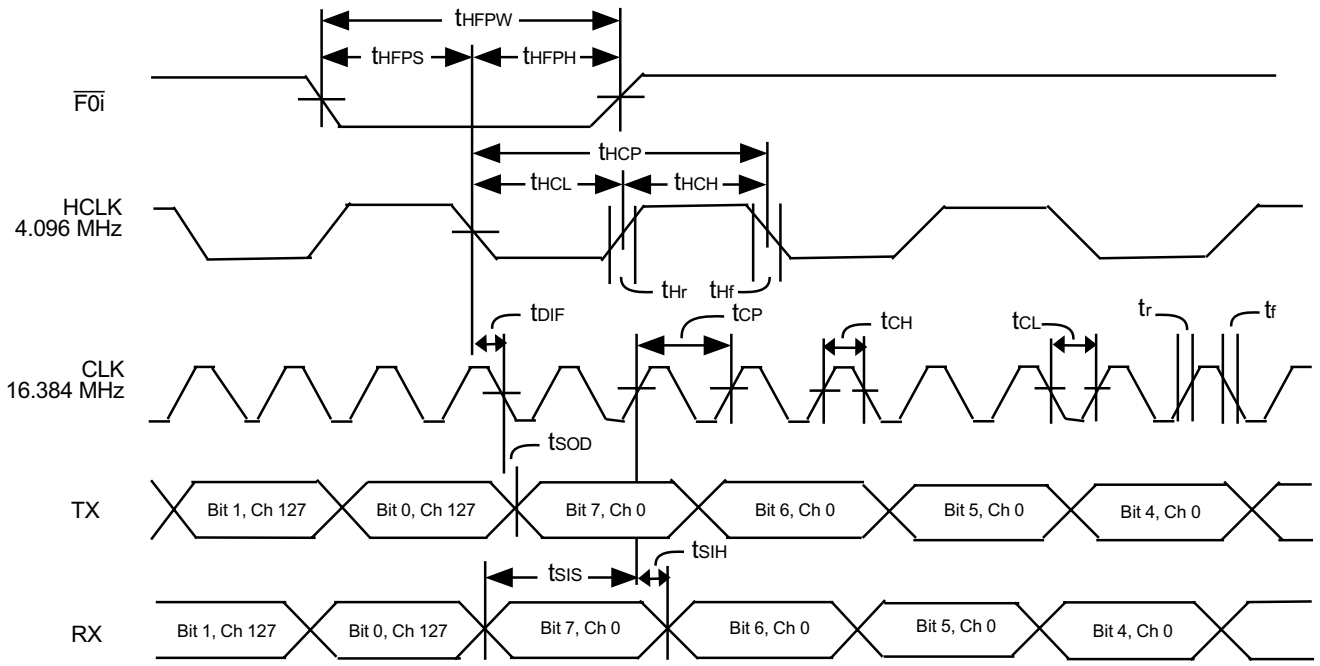 tHFPW
tHFPS tHFPH
F0i
tHCP
tHCL tHCH
HCLK
4.096 MHz
tHr tHf
tDIF tCP tCH tCL tr tf
CLK
16.384 MHz
tSOD
TX Bit 1, Ch 127 Bit 0, Ch 127 Bit 7, Ch 0 Bit 6, Ch 0 Bit 5, Ch 0 Bit 4, Ch 0
tSIS tSIH
RX Bit 1, Ch 127 Bit 0, Ch 127 Bit 7, Ch 0 Bit 6, Ch 0 Bit 5, Ch 0 Bit 4, Ch 0